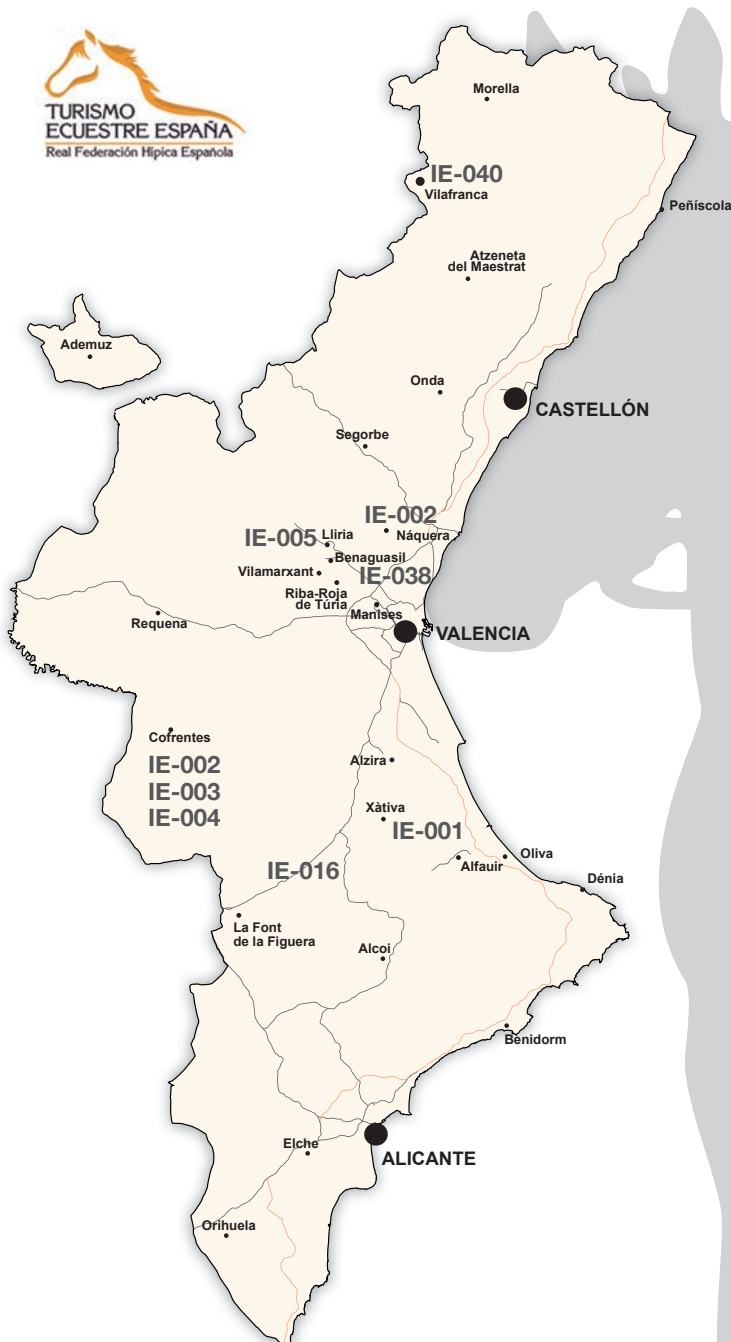 TURISMO
ECUESTRE ESPAÑA
Real Federación Hípica Española
Morella
IE-040
Vilafranca
Peñíscola
Atzeneta
del Maestrat
Ademuz
Onda
CASTELLÓN
Segorbe
IE-002
Náquera
IE-005
Lliria
Benaguasil
Vilamarxant
IE-038
Riba-Roja
de Túria
Manises
Requena
VALENCIA
Cofrentes
IE-002
IE-003
IE-004
Alzira
Xàtiva
IE-001
Oliva
Alfauir
IE-016
Dénia
La Font
de la Figuera
Alcoi
Benidorm
Elche
ALICANTE
Orihuela